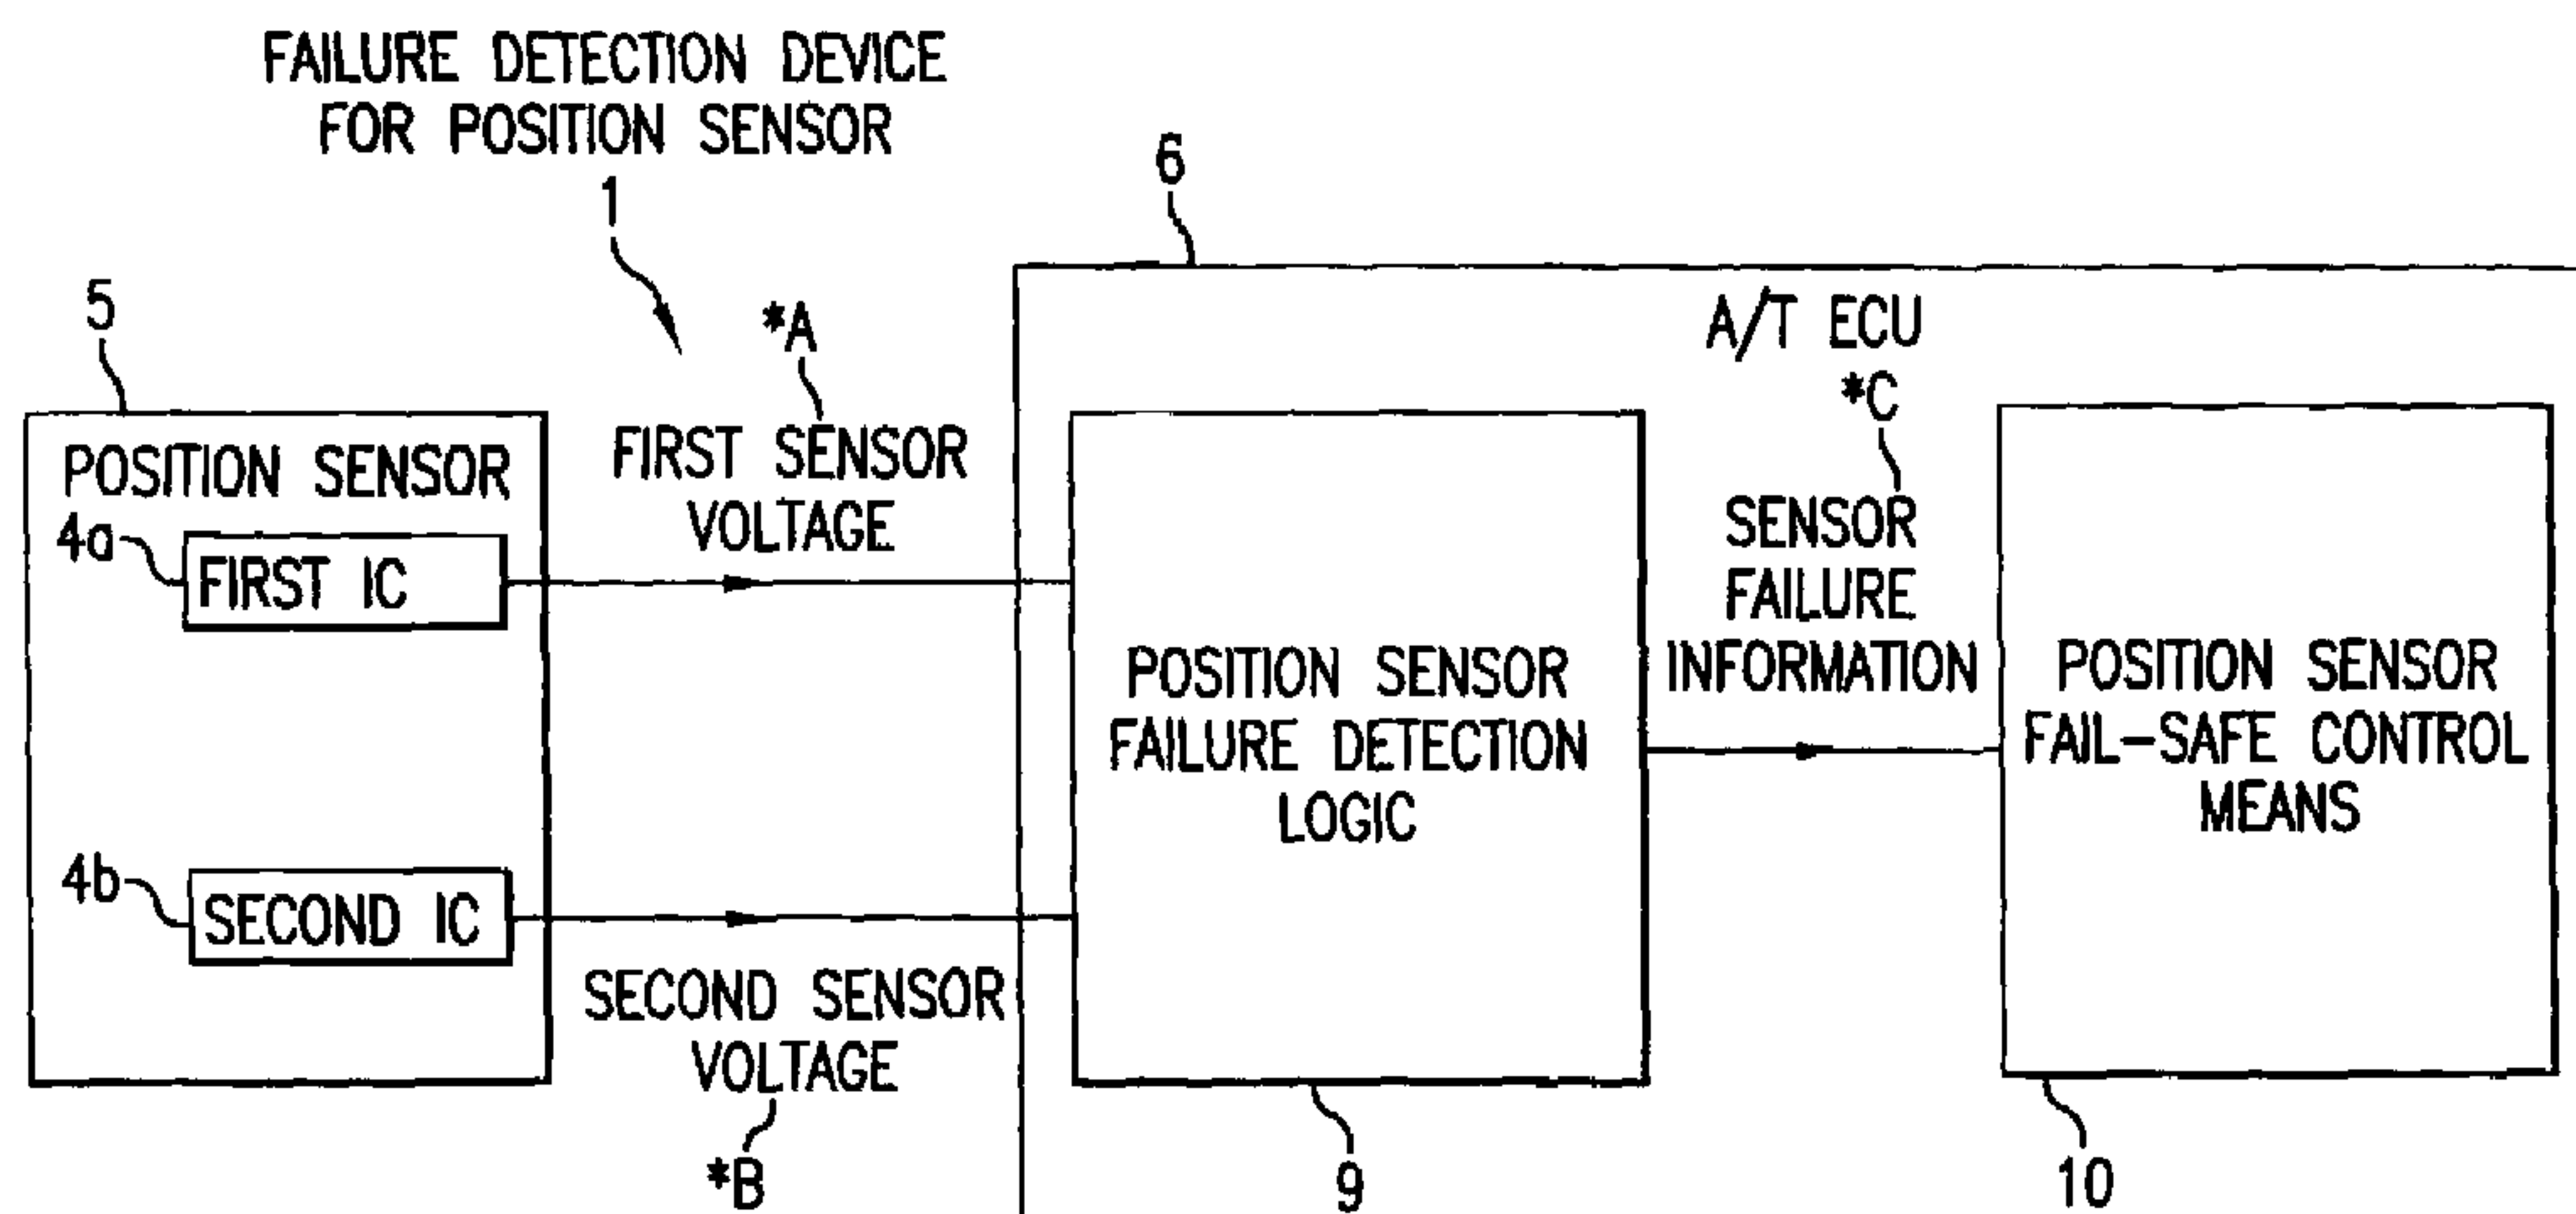 FAILURE DETECTION DEVICE
FOR POSITION SENSOR
1
6
5
*A
A/T ECU
*C
POSITION SENSOR
4a
FIRST IC
FIRST SENSOR
VOLTAGE
SENSOR
FAILURE
INFORMATION
POSITION SENSOR
FAILURE DETECTION
LOGIC
POSITION SENSOR
FAIL-SAFE CONTROL
MEANS
4b
SECOND IC
SECOND SENSOR
VOLTAGE
*B
9
10